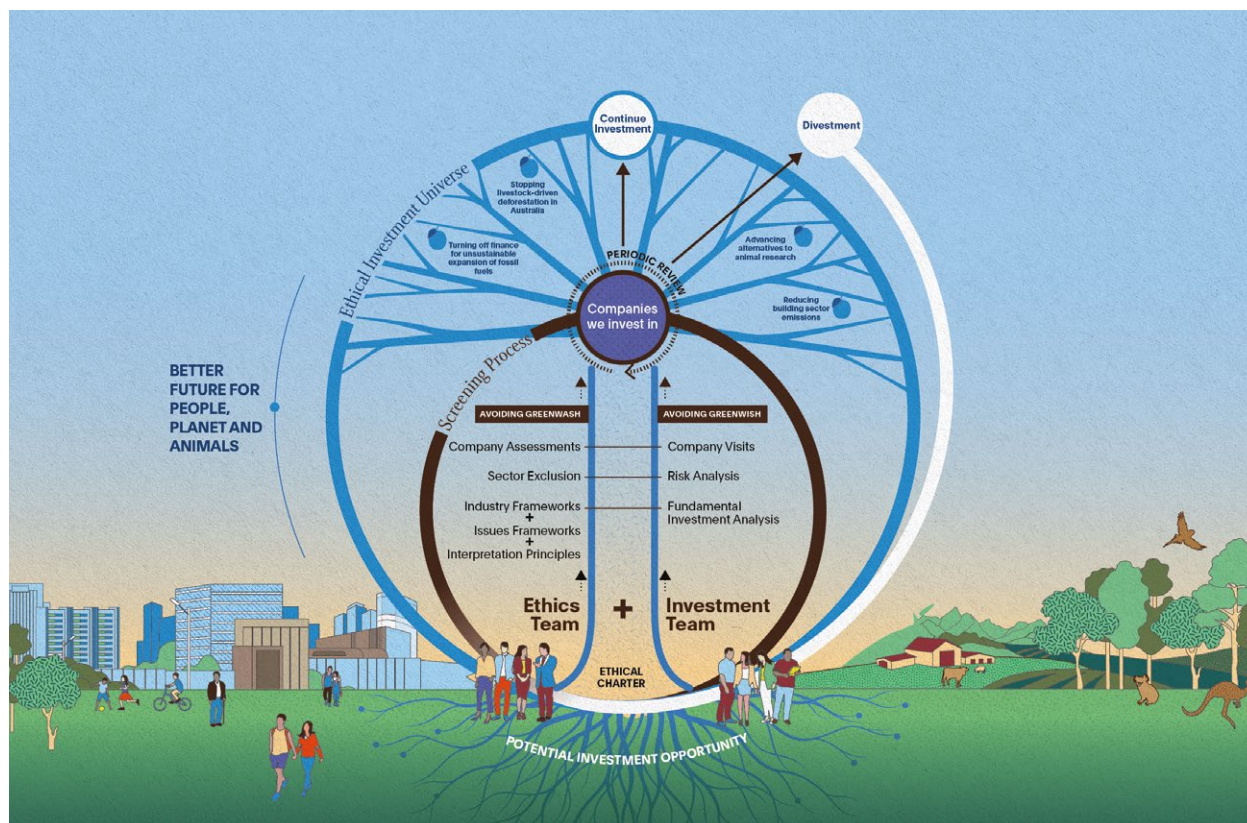 Continue
Investment
Divestment
Ethical Investment Universe
Stopping
livestock-driven
deforestation in
Australia
Turning off finance
for unsustainable
expansion of fossil
fuels
Advancing
alternatives to
animal research
Reducing
building sector
emissions
PERIODIC REVIEW
Companies
we invest in
Screening Process
BETTER
FUTURE FOR
PEOPLE,
PLANET AND
ANIMALS
AVOIDING GREENWASH
AVOIDING GREENWISH
Company Assessments
Company Visits
Sector Exclusion
Risk Analysis
Industry Frameworks
+
Issues Frameworks
+
Interpretation Principles
Fundamental
Investment Analysis
Ethics
Team
+
Investment
Team
ETHICAL
CHARTER
POTENTIAL INVESTMENT OPPORTUNITY